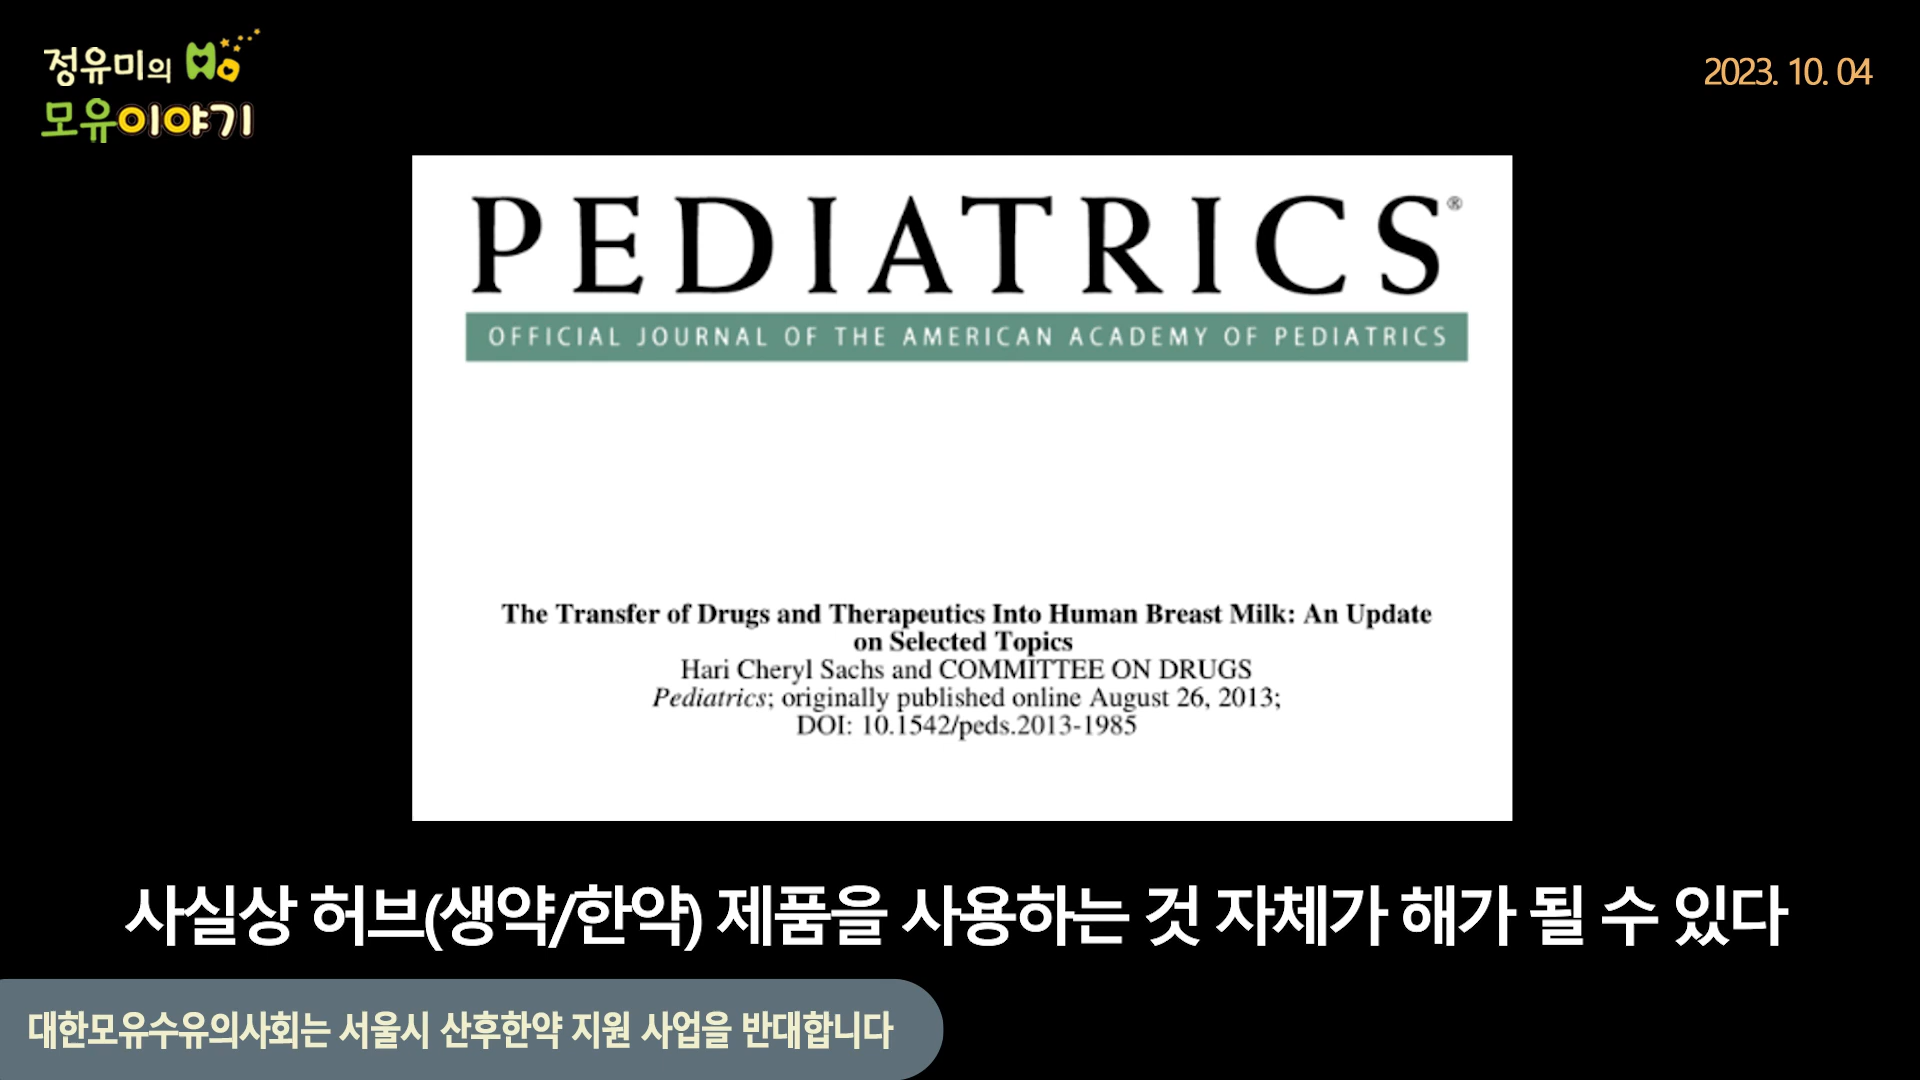 정유미의
모유이야기
2023. 10. 04
PEDIATRICS®
OFFICIAL JOURNAL OF THE AMERICAN ACADEMY OF PEDIATRICS
The Transfer of Drugs and Therapeutics Into Human Breast Milk: An Update
on Selected Topics
Hari Cheryl Sachs and COMMITTEE ON DRUGS
Pediatrics; originally published online August 26, 2013;
DOI: 10.1542/peds.2013-1985
사실상 허브(생약/한약) 제품을 사용하는 것 자체가 해가 될 수 있다
대한모유수유의사회는 서울시 산후한약 지원 사업을 반대합니다